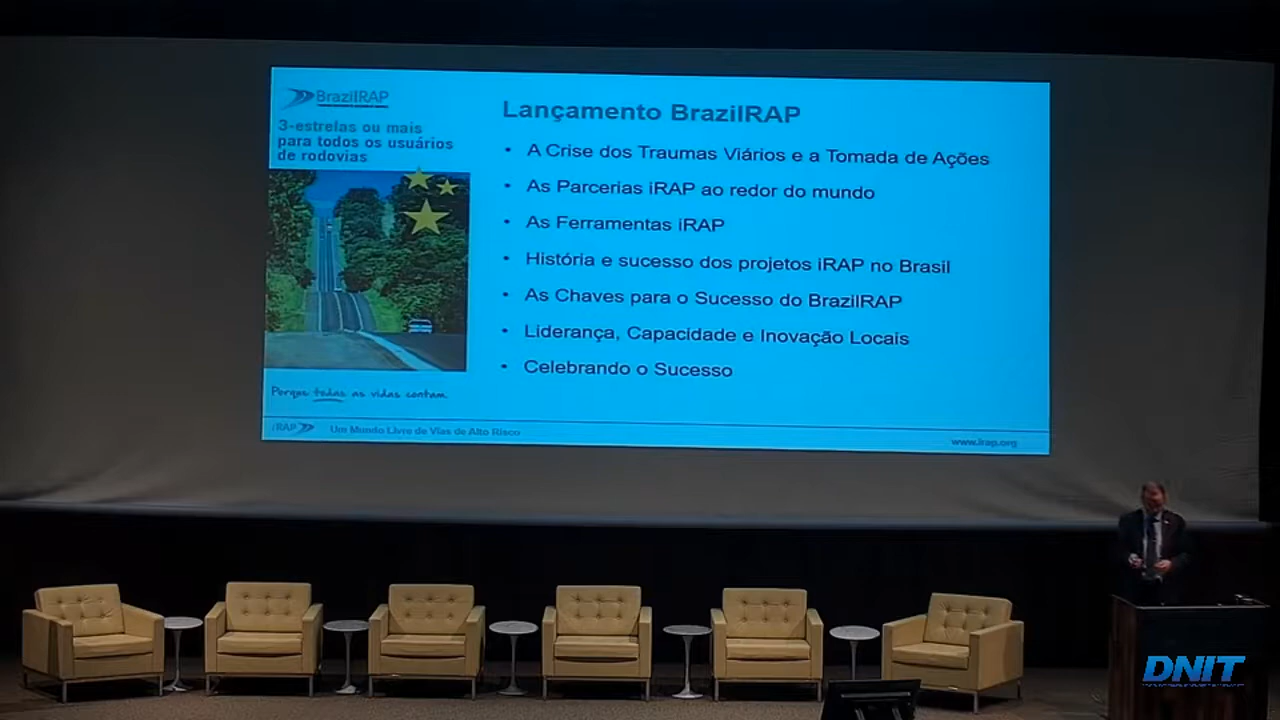 BrazilRAP
3-estrelas ou mais
para todos os usuários
de rodovias
Porque todas as vidas contam.
Lançamento BrazilRAP
• A Crise dos Traumas Viários e a Tomada de Ações
• As Parcerias iRAP ao redor do mundo
• As Ferramentas iRAP
• História e sucesso dos projetos iRAP no Brasil
• As Chaves para o Sucesso do BrazilRAP
• Liderança, Capacidade e Inovação Locais
• Celebrando o Sucesso
iRAP Um Mundo Livre de Vias de Alto Risco
www.irap.org
DNIT